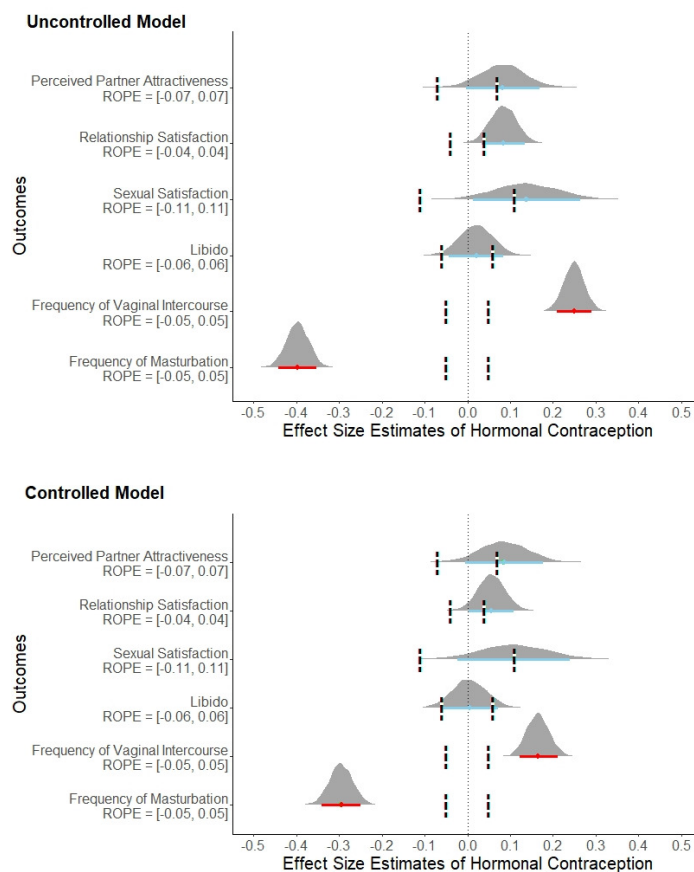 Uncontrolled Model
Perceived Partner Attractiveness
ROPE = [-0.07, 0.07]
Relationship Satisfaction
ROPE = [-0.04, 0.04]
Sexual Satisfaction
ROPE = [-0.11, 0.11]
Libido
ROPE = [-0.06, 0.06]
Frequency of Vaginal Intercourse
ROPE = [-0.05, 0.05]
Frequency of Masturbation
ROPE = [-0.05, 0.05]
Outcomes
-0.5 -0.4 -0.3 -0.2 -0.1 0.0 0.1 0.2 0.3 0.4 0.5
Effect Size Estimates of Hormonal Contraception
Controlled Model
Perceived Partner Attractiveness
ROPE = [-0.07, 0.07]
Relationship Satisfaction
ROPE = [-0.04, 0.04]
Sexual Satisfaction
ROPE = [-0.11, 0.11]
Libido
ROPE = [-0.06, 0.06]
Frequency of Vaginal Intercourse
ROPE = [-0.05, 0.05]
Frequency of Masturbation
ROPE = [-0.05, 0.05]
Outcomes
-0.5 -0.4 -0.3 -0.2 -0.1 0.0 0.1 0.2 0.3 0.4 0.5
Effect Size Estimates of Hormonal Contraception